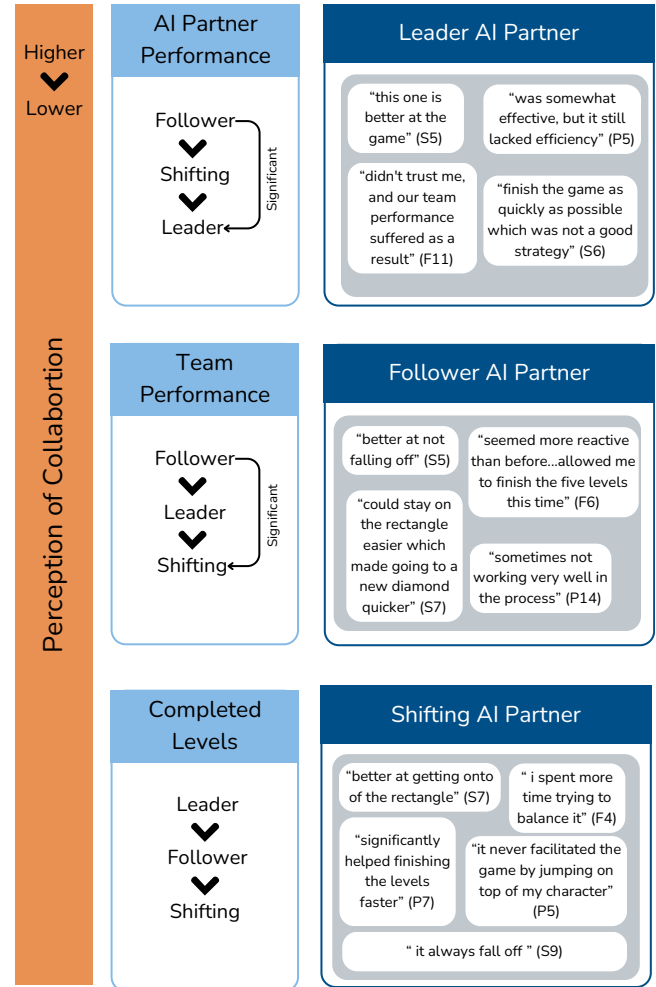 Higher
Lower
Perception of Collabortion
AI Partner
Performance
Follower
Shifting
Leader
Significant
Leader AI Partner
“this one is
better at the
game” (S5)
“was somewhat
effective, but it still
lacked efficiency” (P5)
“didn't trust me,
and our team
performance
suffered as a
result” (F11)
“finish the game as
quickly as possible
which was not a good
strategy” (S6)
Team
Performance
Follower
Leader
Shifting
Significant
Follower AI Partner
“better at not
falling off” (S5)
“seemed more reactive
than before...allowed me
to finish the five levels
this time” (F6)
“could stay on
the rectangle
easier which
made going to a
new diamond
quicker” (S7)
“sometimes not
working very well in
the process” (P14)
Completed
Levels
Leader
Follower
Shifting
Shifting AI Partner
“better at getting onto
of the rectangle” (S7)
“ i spent more
time trying to
balance it” (F4)
“significantly
helped finishing
the levels
faster” (P7)
“it never facilitated the
game by jumping on
top of my character”
(P5)
“ it always fall off ” (S9)